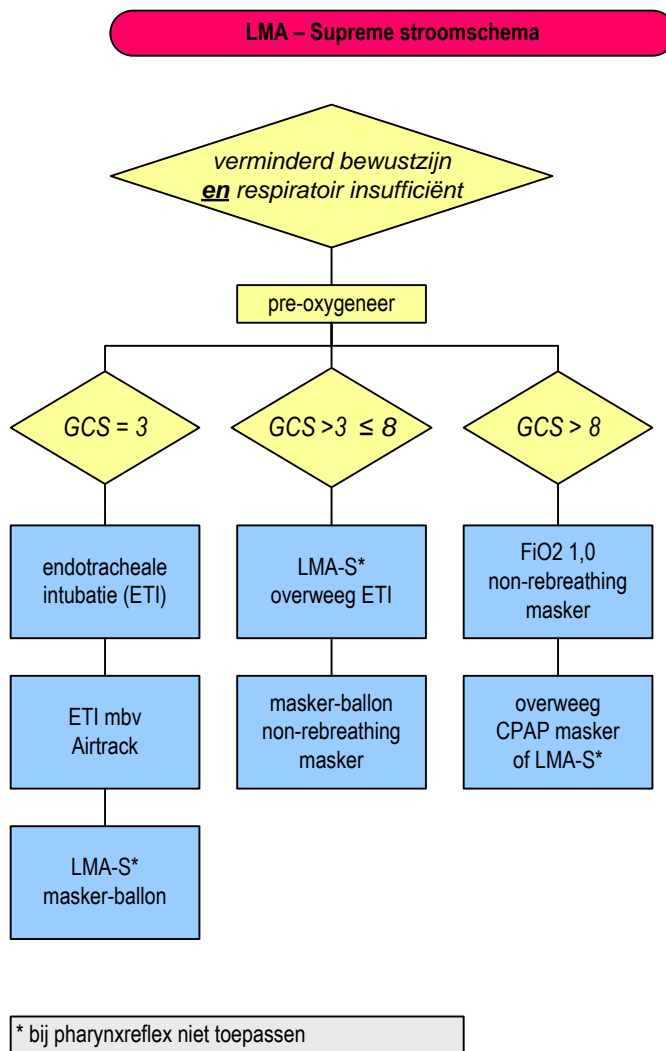 LMA – Supreme stroomschema
verminderd bewustzijn
en respiratoir insufficiënt
pre-oxygeneer
GCS = 3
GCS >3 ≤ 8
GCS > 8
endotracheale
intubatie (ETI)
LMA-S*
overweeg ETI
FiO2 1,0
non-rebreathing
masker
ETI mbv
Airtrack
masker-ballon
non-rebreathing
masker
overweeg
CPAP masker
of LMA-S*
LMA-S*
masker-ballon
* bij pharynxreflex niet toepassen